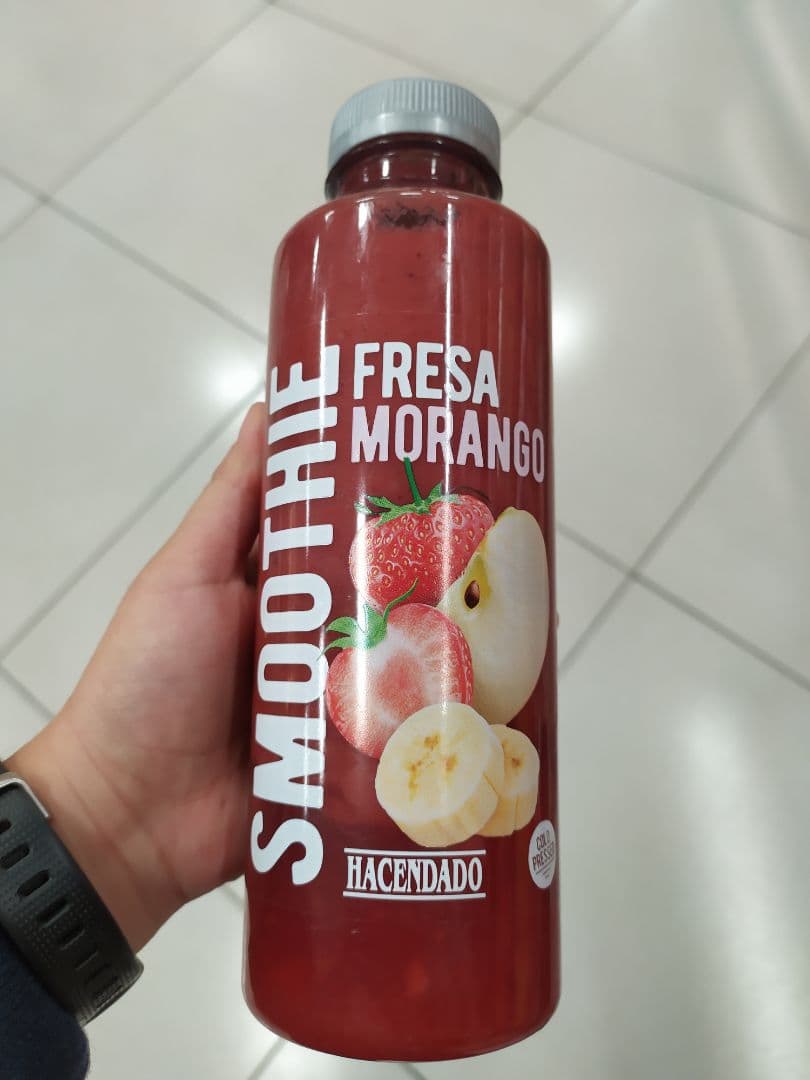 SMOOTHIE
FRESA
MORANGO
HACENDADO
COLD
PRESSED